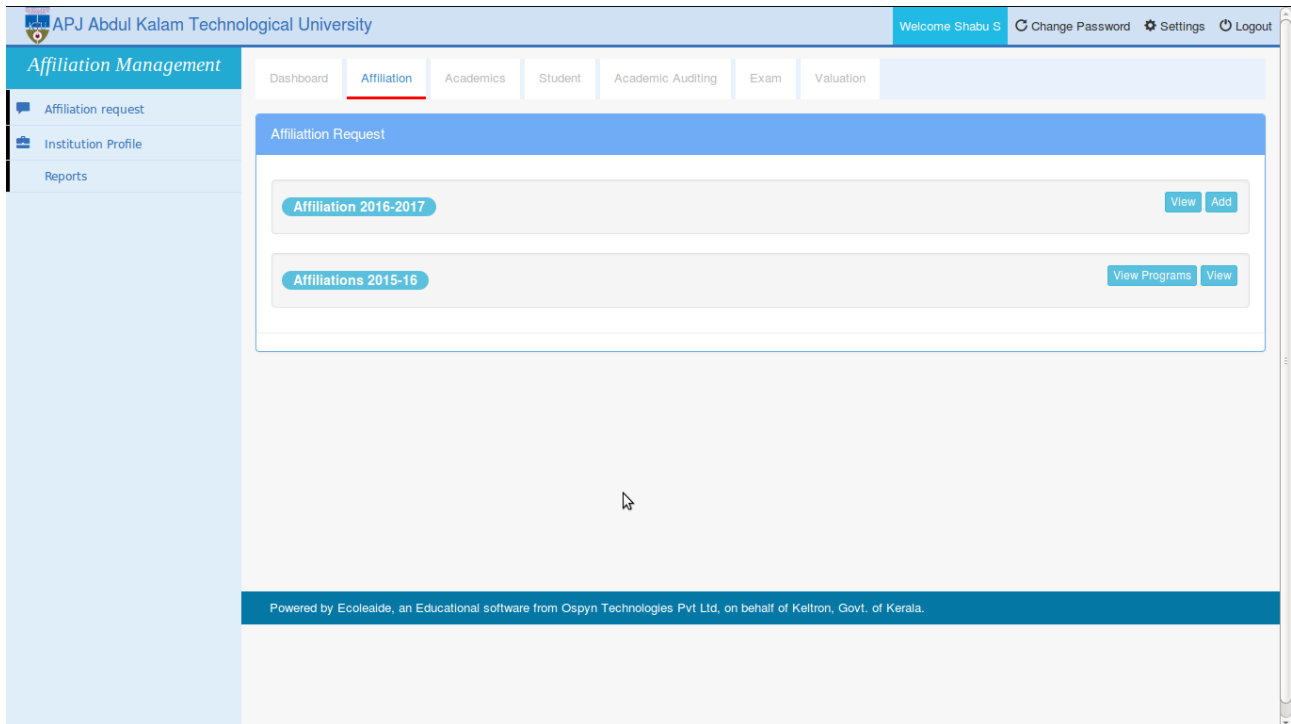 APJ Abdul Kalam Technological University
Welcome Shabu S Change Password Settings Logout
Affiliation Management
Dashboard Affiliation Academics Student Academic Auditing Exam Valuation
Affiliation request
Institution Profile
Reports
Affiliattion Request
Affiliation 2016-2017 View Add
Affiliations 2015-16 View Programs View
Powered by Ecoleaide, an Educational software from Ospyn Technologies Pvt Ltd, on behalf of Keltron, Govt. of Kerala.